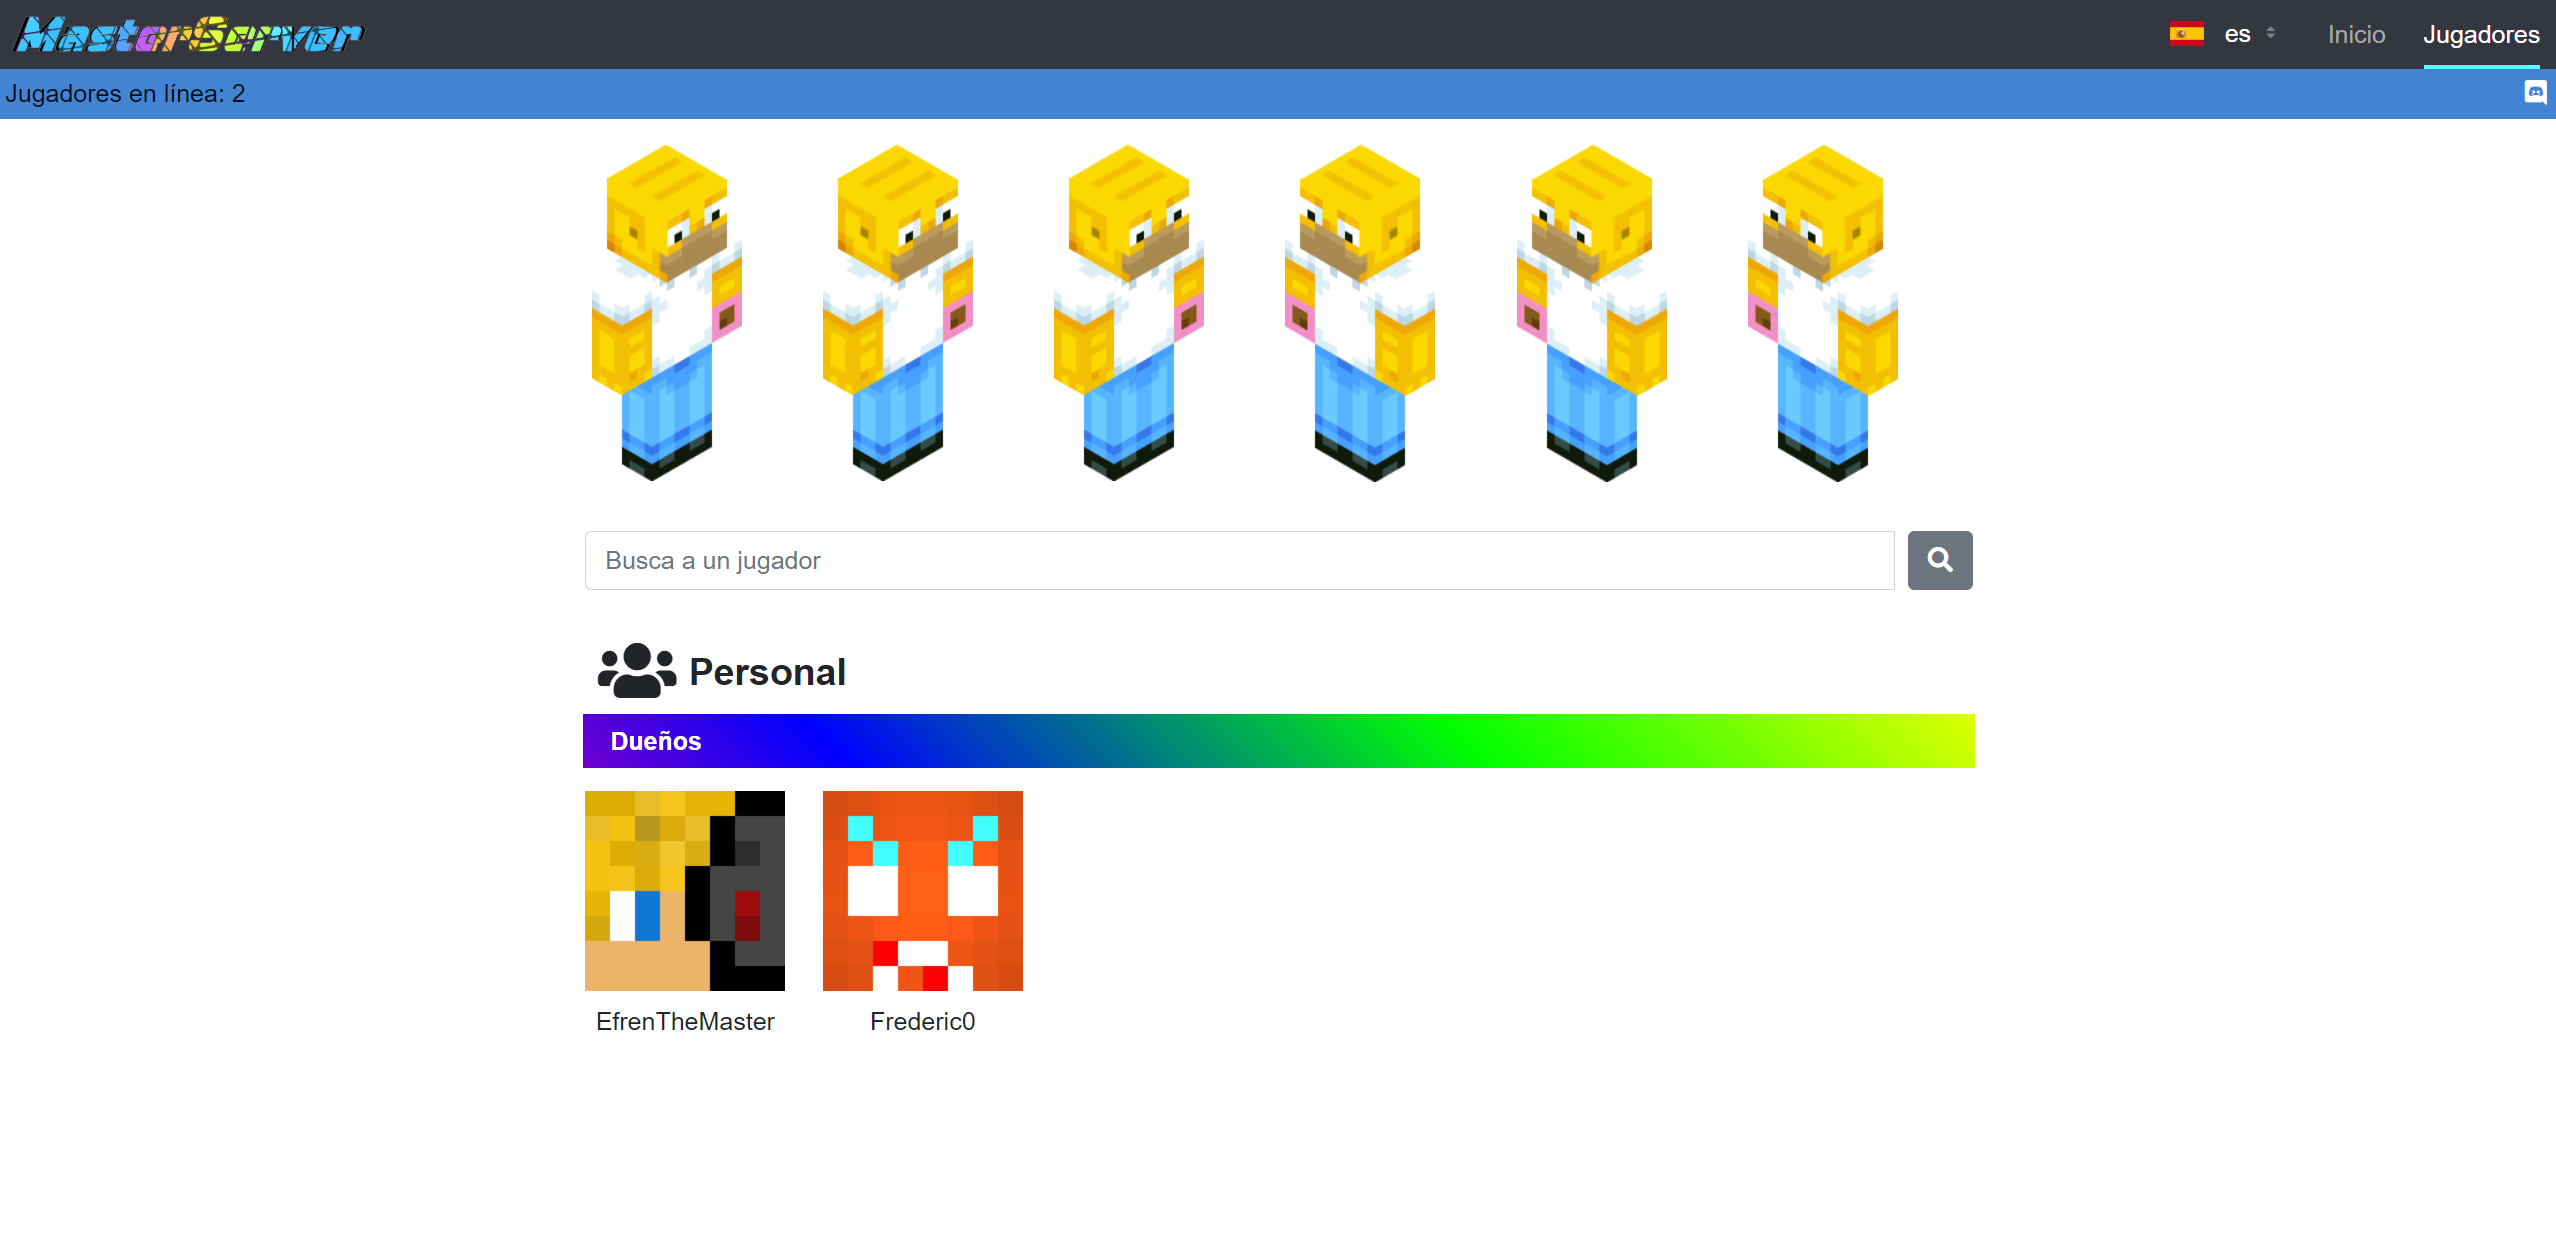 MasterServer
es
Inicio
Jugadores
Jugadores en línea: 2
Busca a un jugador
Personal
Dueños
EfrenTheMaster
Frederic0